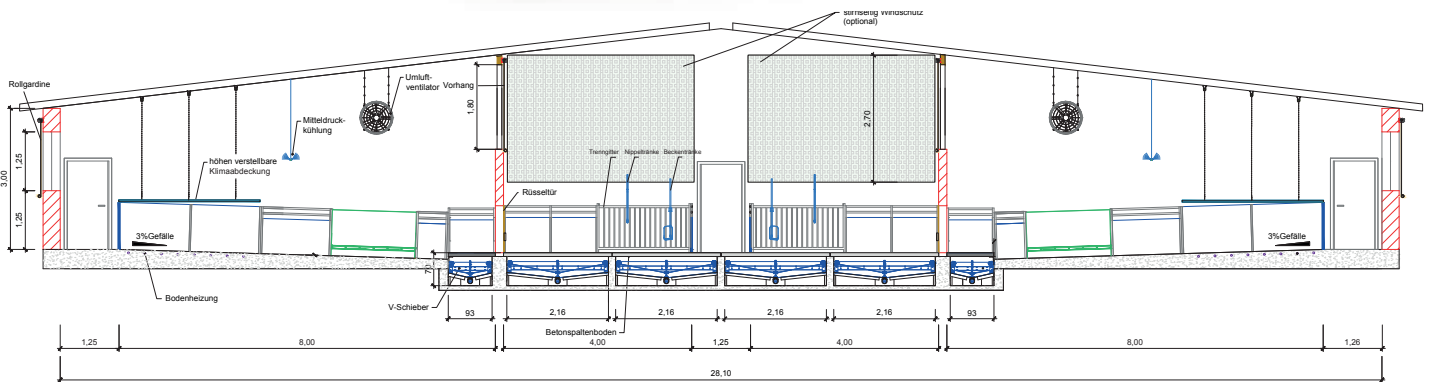 stirnseitig Windschutz
(optional)
Rollgardine
Umluft-
ventilator
Vorhang
1,80
2,70
Mitteldruck-
kühlung
3,00
1,25
1,25
höhen verstellbare
Klimaabdeckung
Trenngitter
Nippeltränke
Beckentränke
Rüsseltür
3%Gefälle
3%Gefälle
70
Bodenheizung
V-Schieber
93
2,16
2,16
2,16
2,16
93
Betonspaltenboden
1,25
8,00
4,00
1,25
4,00
8,00
1,26
28,10